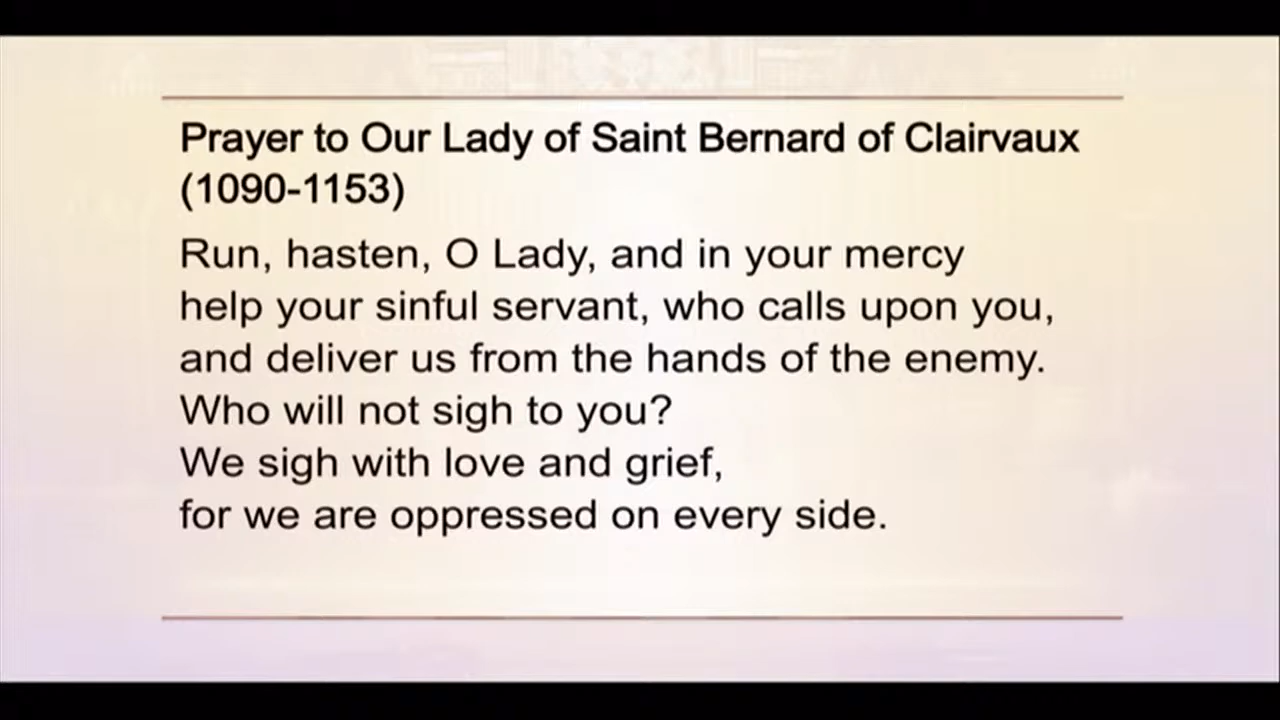 Prayer to Our Lady of Saint Bernard of Clairvaux
(1090-1153)
Run, hasten, O Lady, and in your mercy
help your sinful servant, who calls upon you,
and deliver us from the hands of the enemy.
Who will not sigh to you?
We sigh with love and grief,
for we are oppressed on every side.